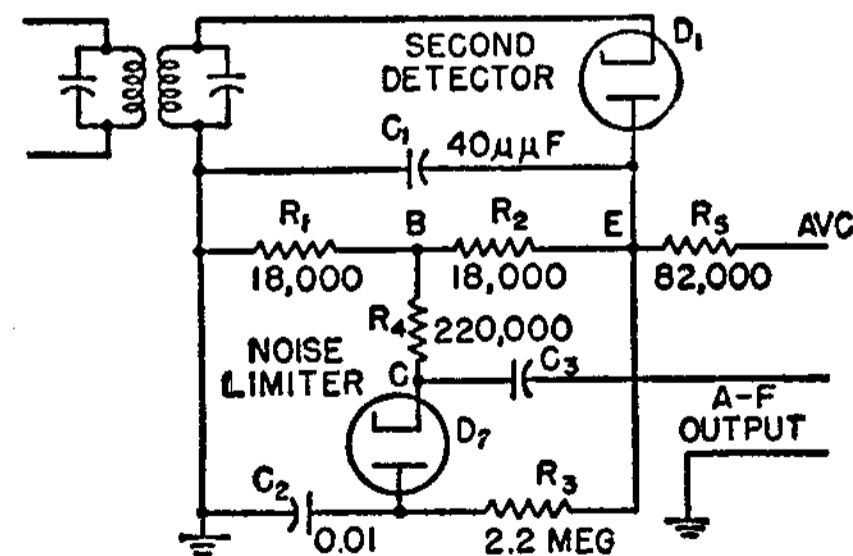 SECOND
DETECTOR
D₁
C₁
40μμF
R₁
B
R₂
E
R₅
AVC
18,000
18,000
82,000
R₄
220,000
NOISE
LIMITER
C
C₃
A-F
OUTPUT
D₂
C₂
R₃
0.01
2.2 MEG